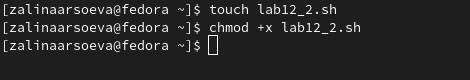 [zalinaarsoeva@fedora ~]$ touch lab12_2.sh
[zalinaarsoeva@fedora ~]$ chmod +x lab12_2.sh
[zalinaarsoeva@fedora ~]$